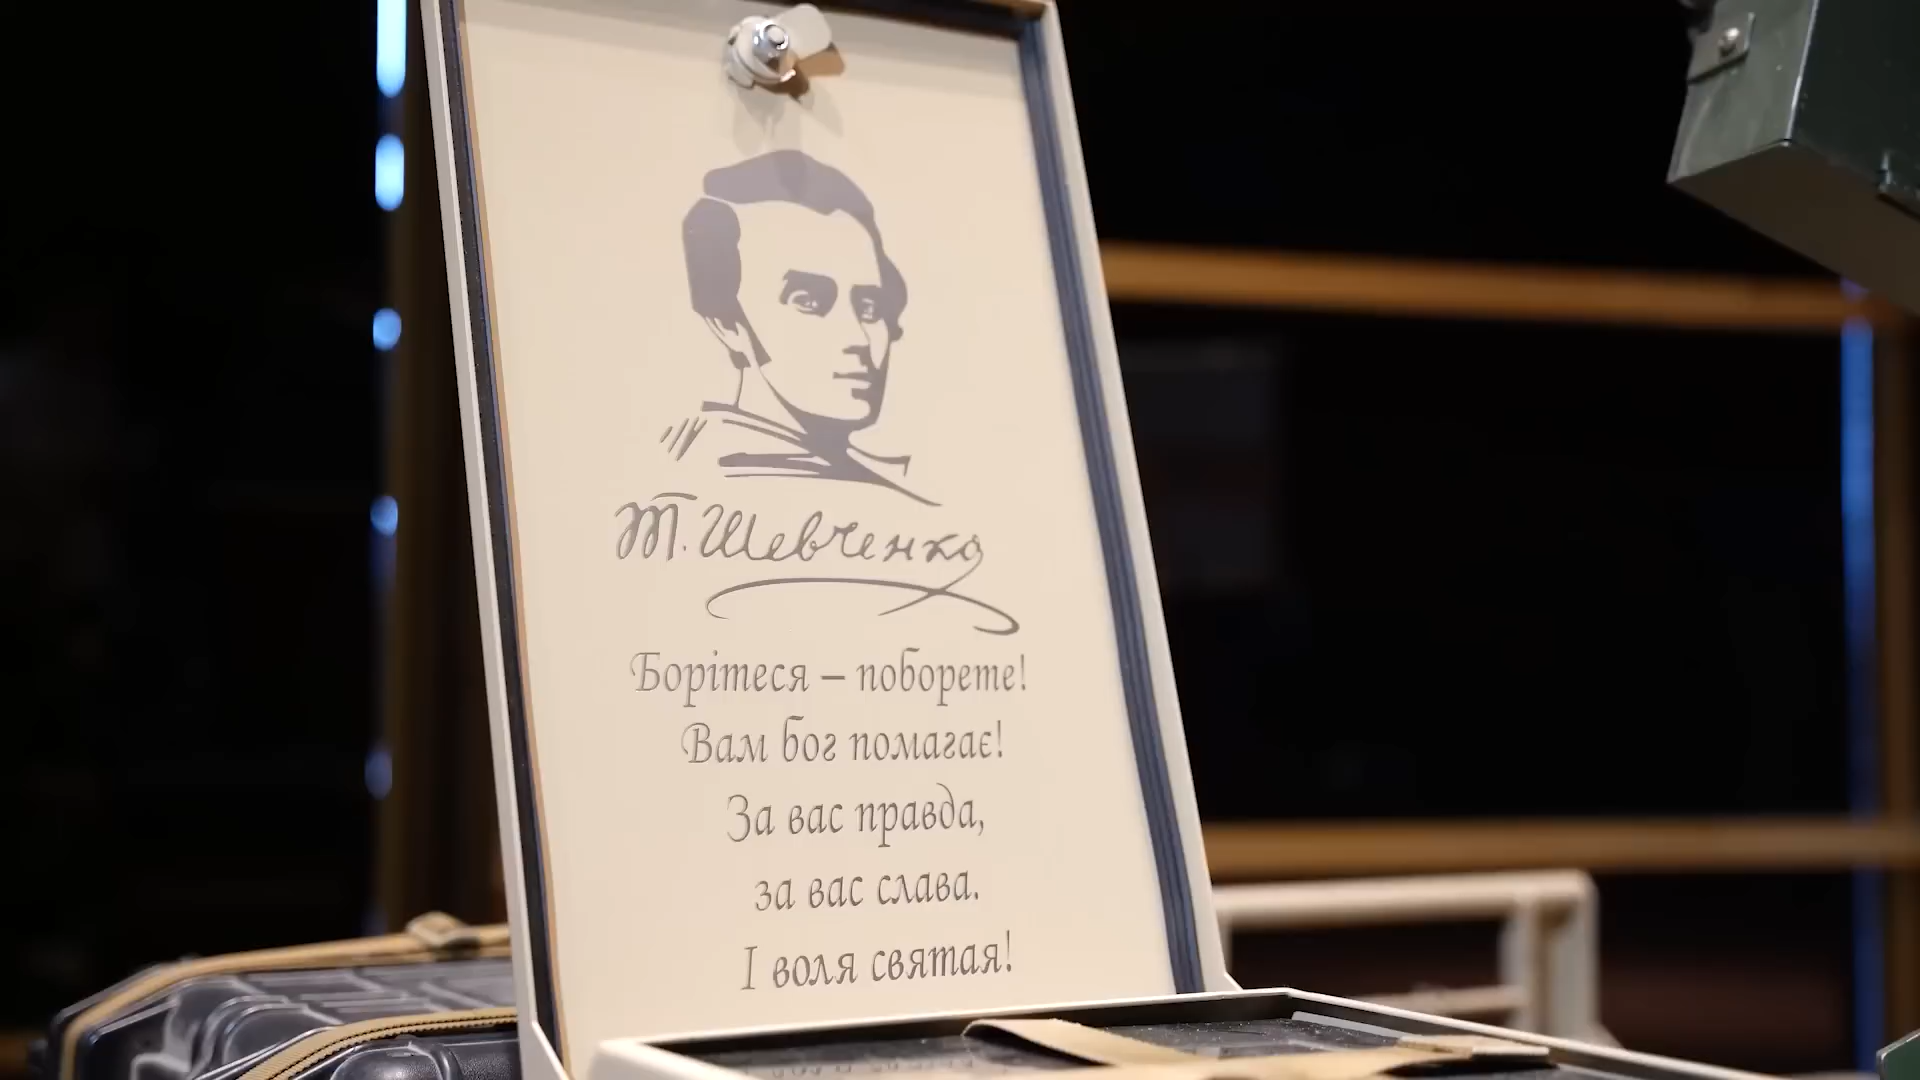 Т. Шевченко
Борітеся – поборете!
Вам бог помагає!
За вас правда,
за вас слава.
І воля святая!